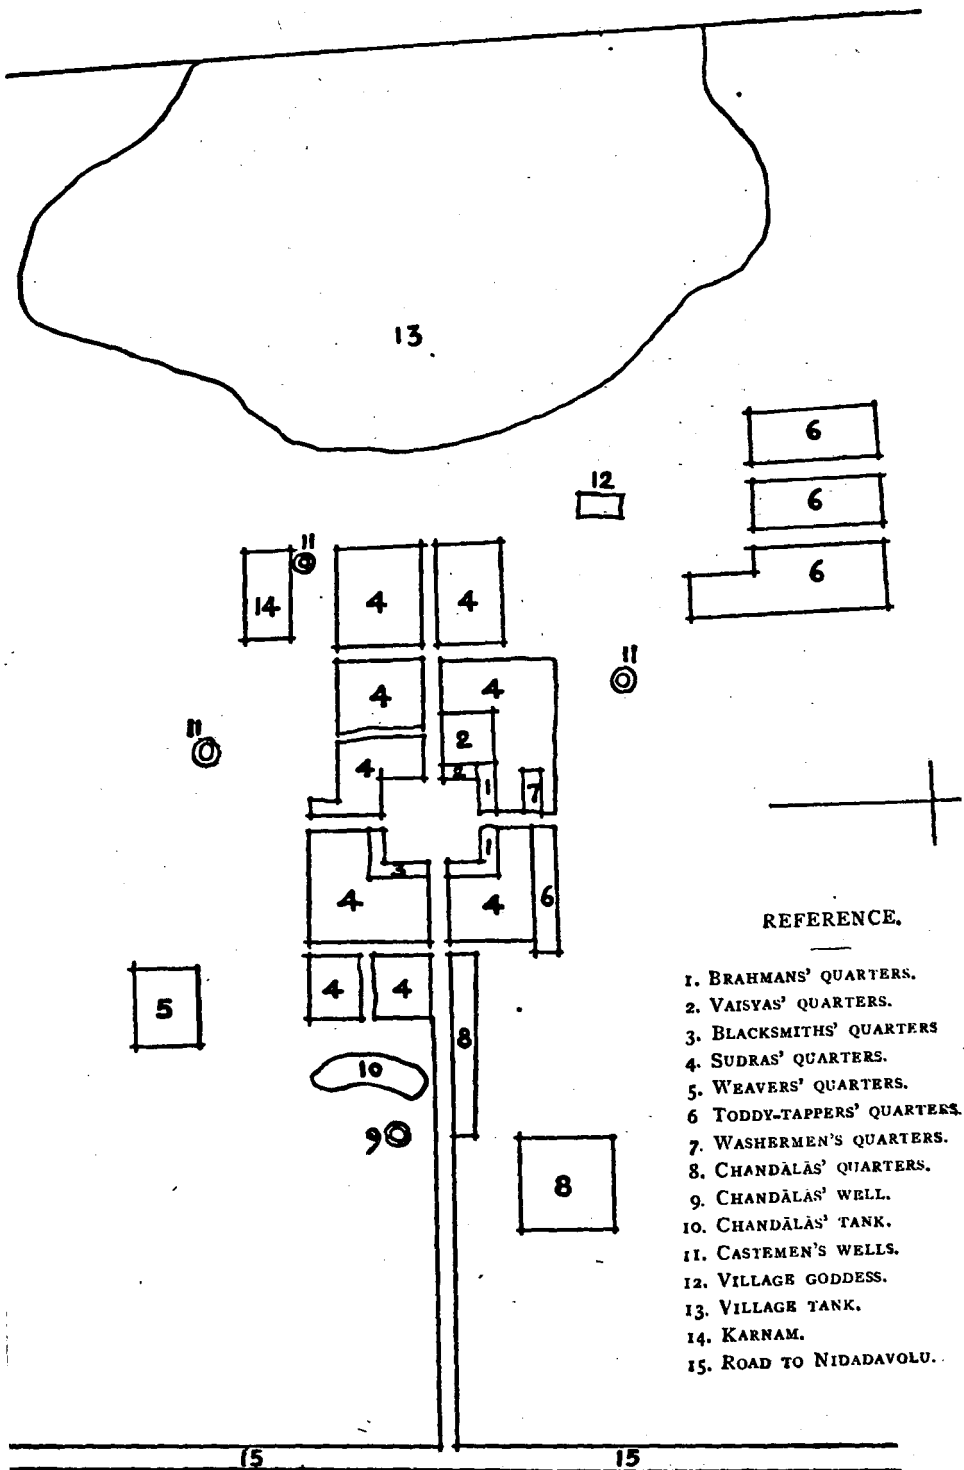 13
6
12
6
11
6
14
4
4
11
4
4
11
2
4
2
1
7
1
3
4
4
6
REFERENCE.
1. BRAHMANS' QUARTERS.
2. VAISYAS' QUARTERS.
3. BLACKSMITHS' QUARTERS
4. SUDRAS' QUARTERS.
5. WEAVERS' QUARTERS.
6 TODDY-TAPPERS' QUARTERS.
7. WASHERMEN'S QUARTERS.
8. CHANDĀLĀS' QUARTERS.
9. CHANDĀLĀS' WELL.
10. CHANDĀLĀS' TANK.
11. CASTEMEN'S WELLS.
12. VILLAGE GODDESS.
13. VILLAGE TANK.
14. KARNAM.
15. ROAD TO NIDADAVOLU.
5
4
4
8
10
9
8
15
15